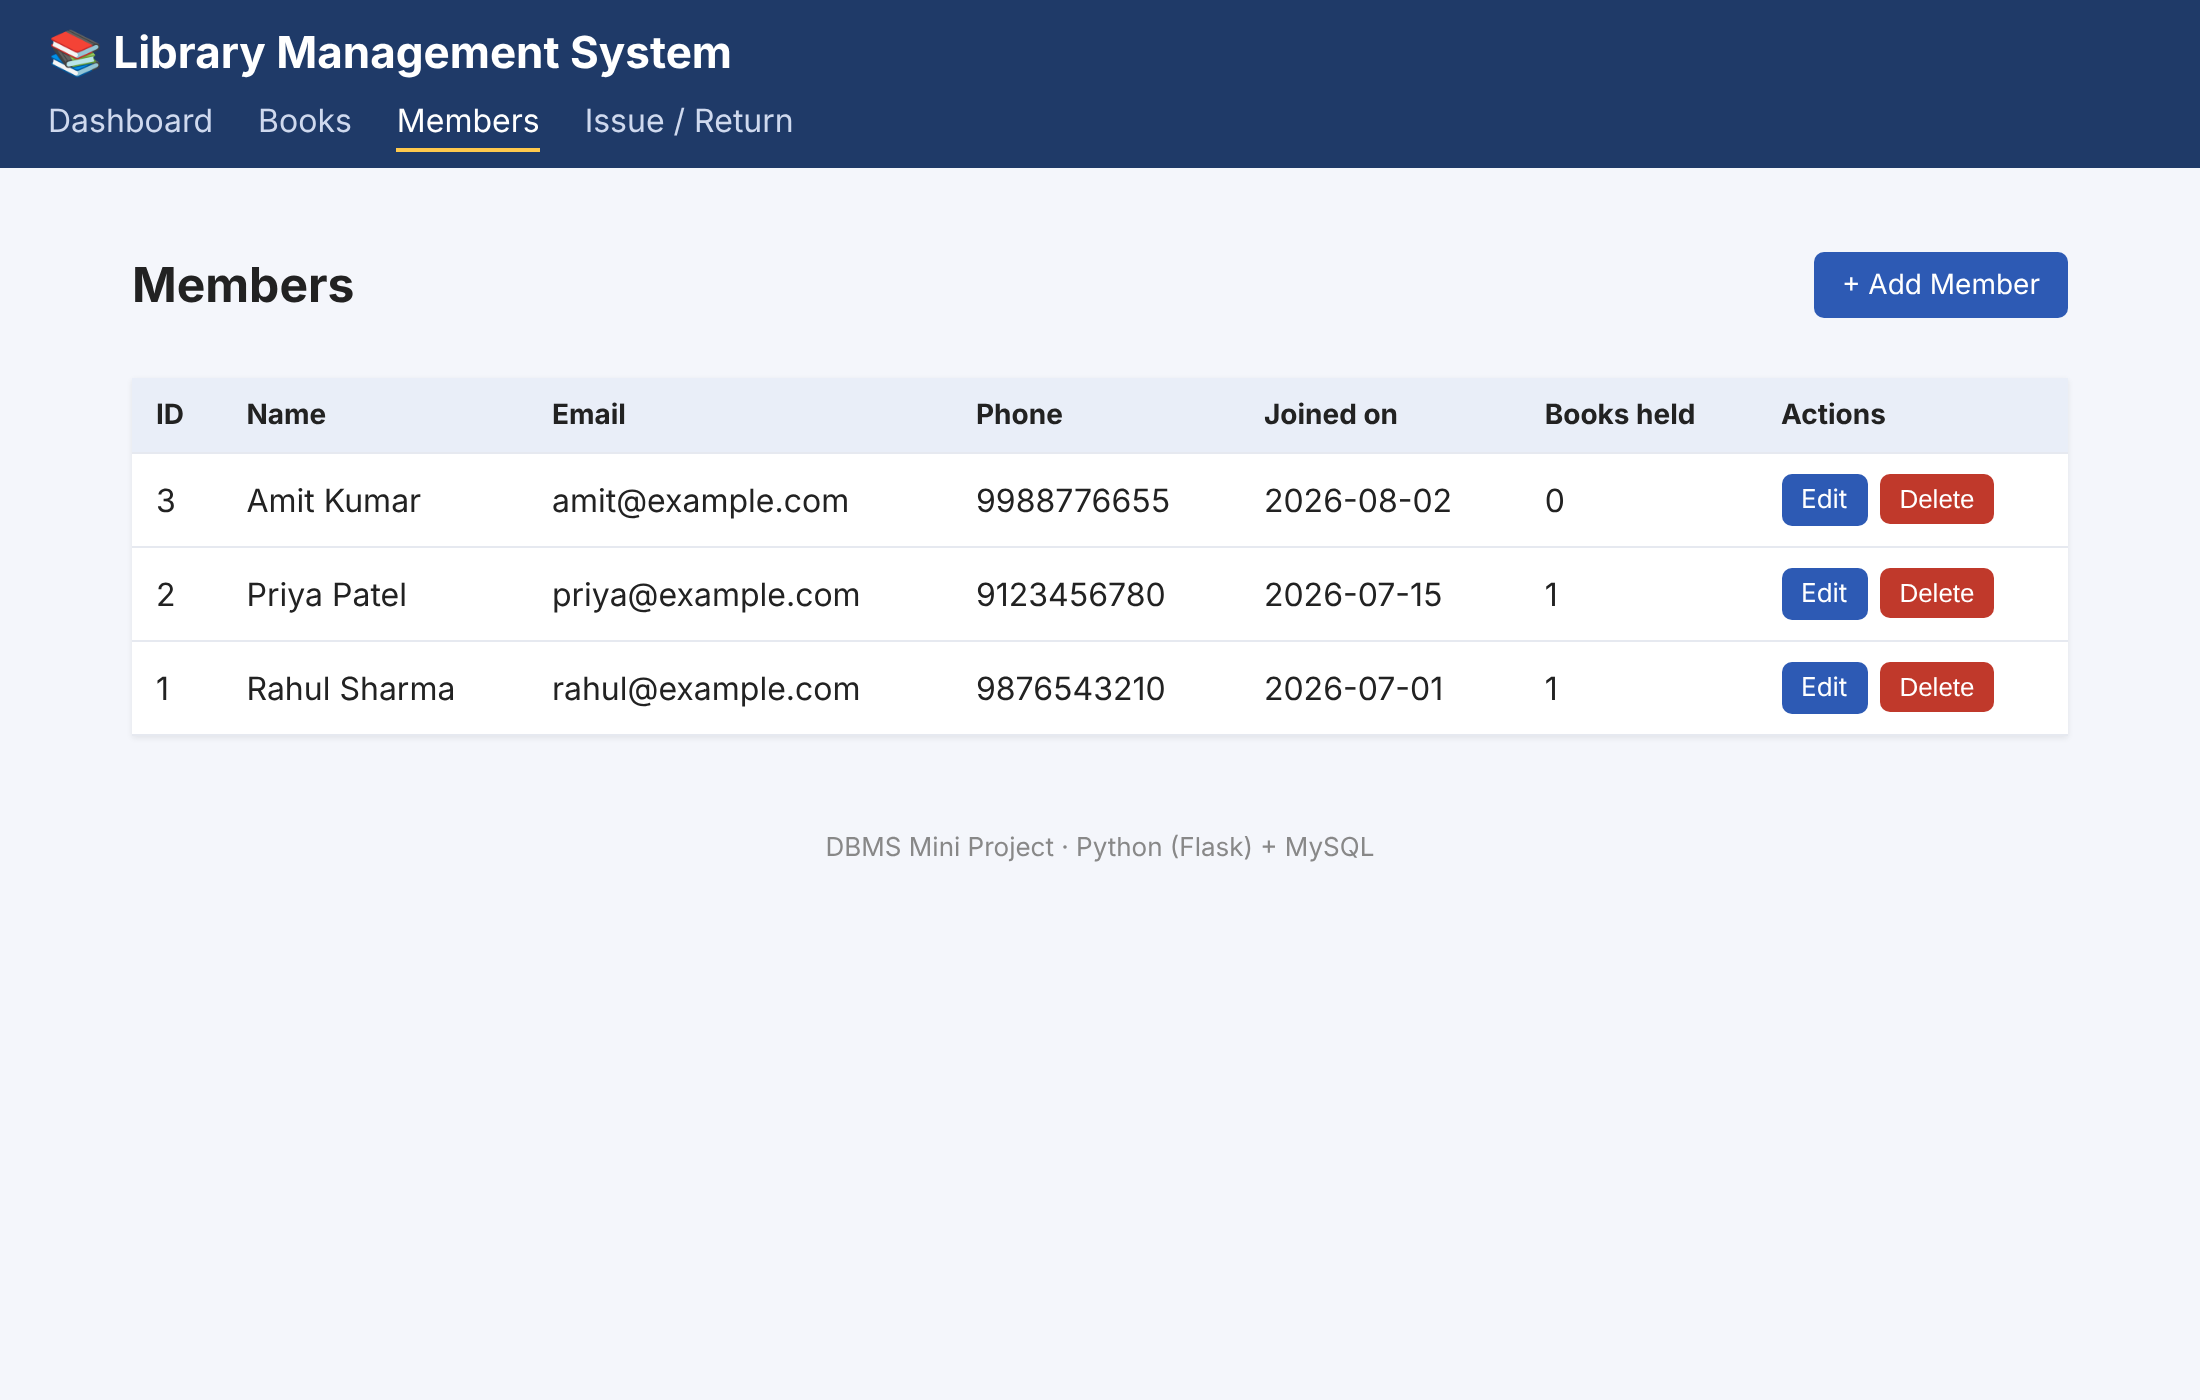 Library Management System
Dashboard Books Members Issue / Return
Members
+ Add Member
ID Name Email Phone Joined on Books held Actions
3 Amit Kumar amit@example.com 9988776655 2026-08-02 0 Edit Delete
2 Priya Patel priya@example.com 9123456780 2026-07-15 1 Edit Delete
1 Rahul Sharma rahul@example.com 9876543210 2026-07-01 1 Edit Delete
DBMS Mini Project · Python (Flask) + MySQL